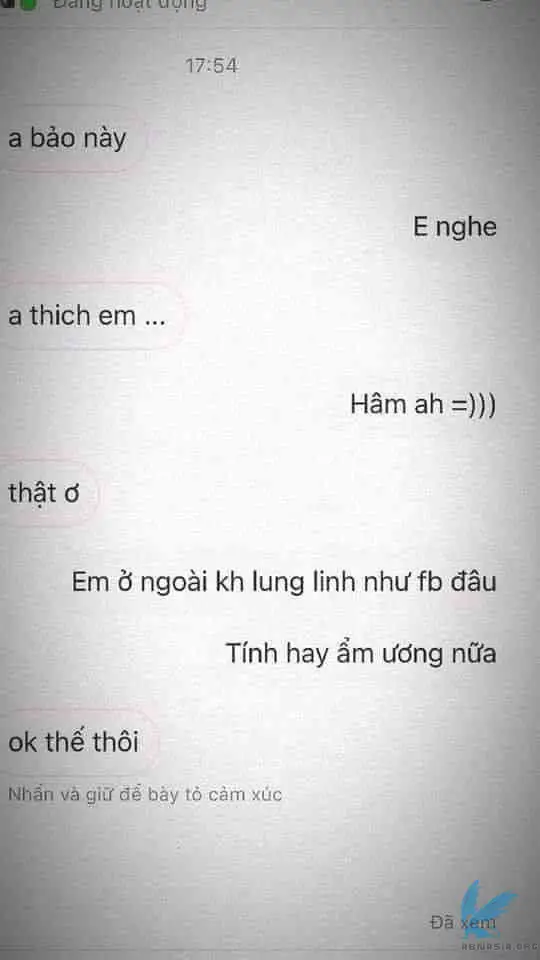 Đang hoạt động
17:54
a bảo này
E nghe
a thich em ...
Hâm ah =)))
thật ơ
Em ở ngoài kh lung linh như fb đâu
Tính hay ẩm ương nữa
ok thế thôi
Nhấn và giữ để bày tỏ cảm xúc
Đã xem
ABNASIA.ORG